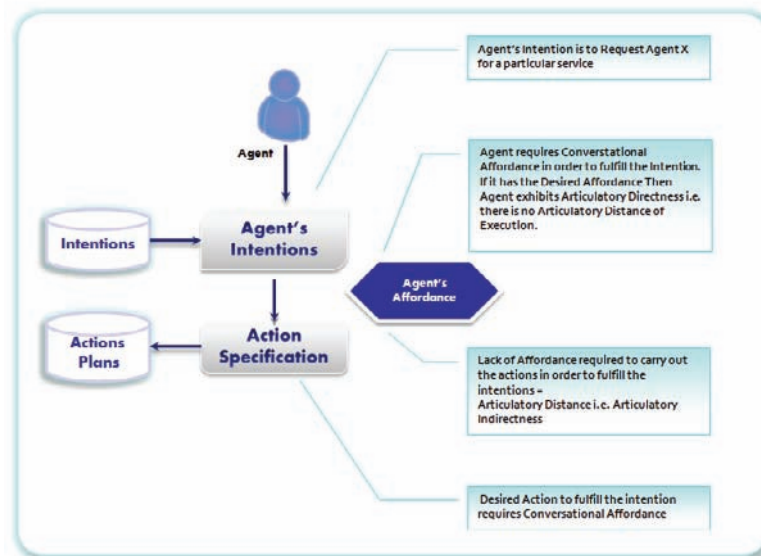 Agent's Intention is to Request Agent X
for a particular service
Agent
Agent requires Converstational
Affordance in order to fulfill the Intention.
If it has the Desired Affordance Then
Agent exhibits Articulatory Directness i.e.
there is no Articulatory Distance of
Execution.
Intentions
Agent's
Intentions
Agent's
Affordance
Actions
Plans
Action
Specification
Lack of Affordance required to carry out
the actions in order to fulfill the
intentions –
Articulatory Distance i.e. Articulatory
Indirectness
Desired Action to fulfill the intention
requires Conversational Affordance